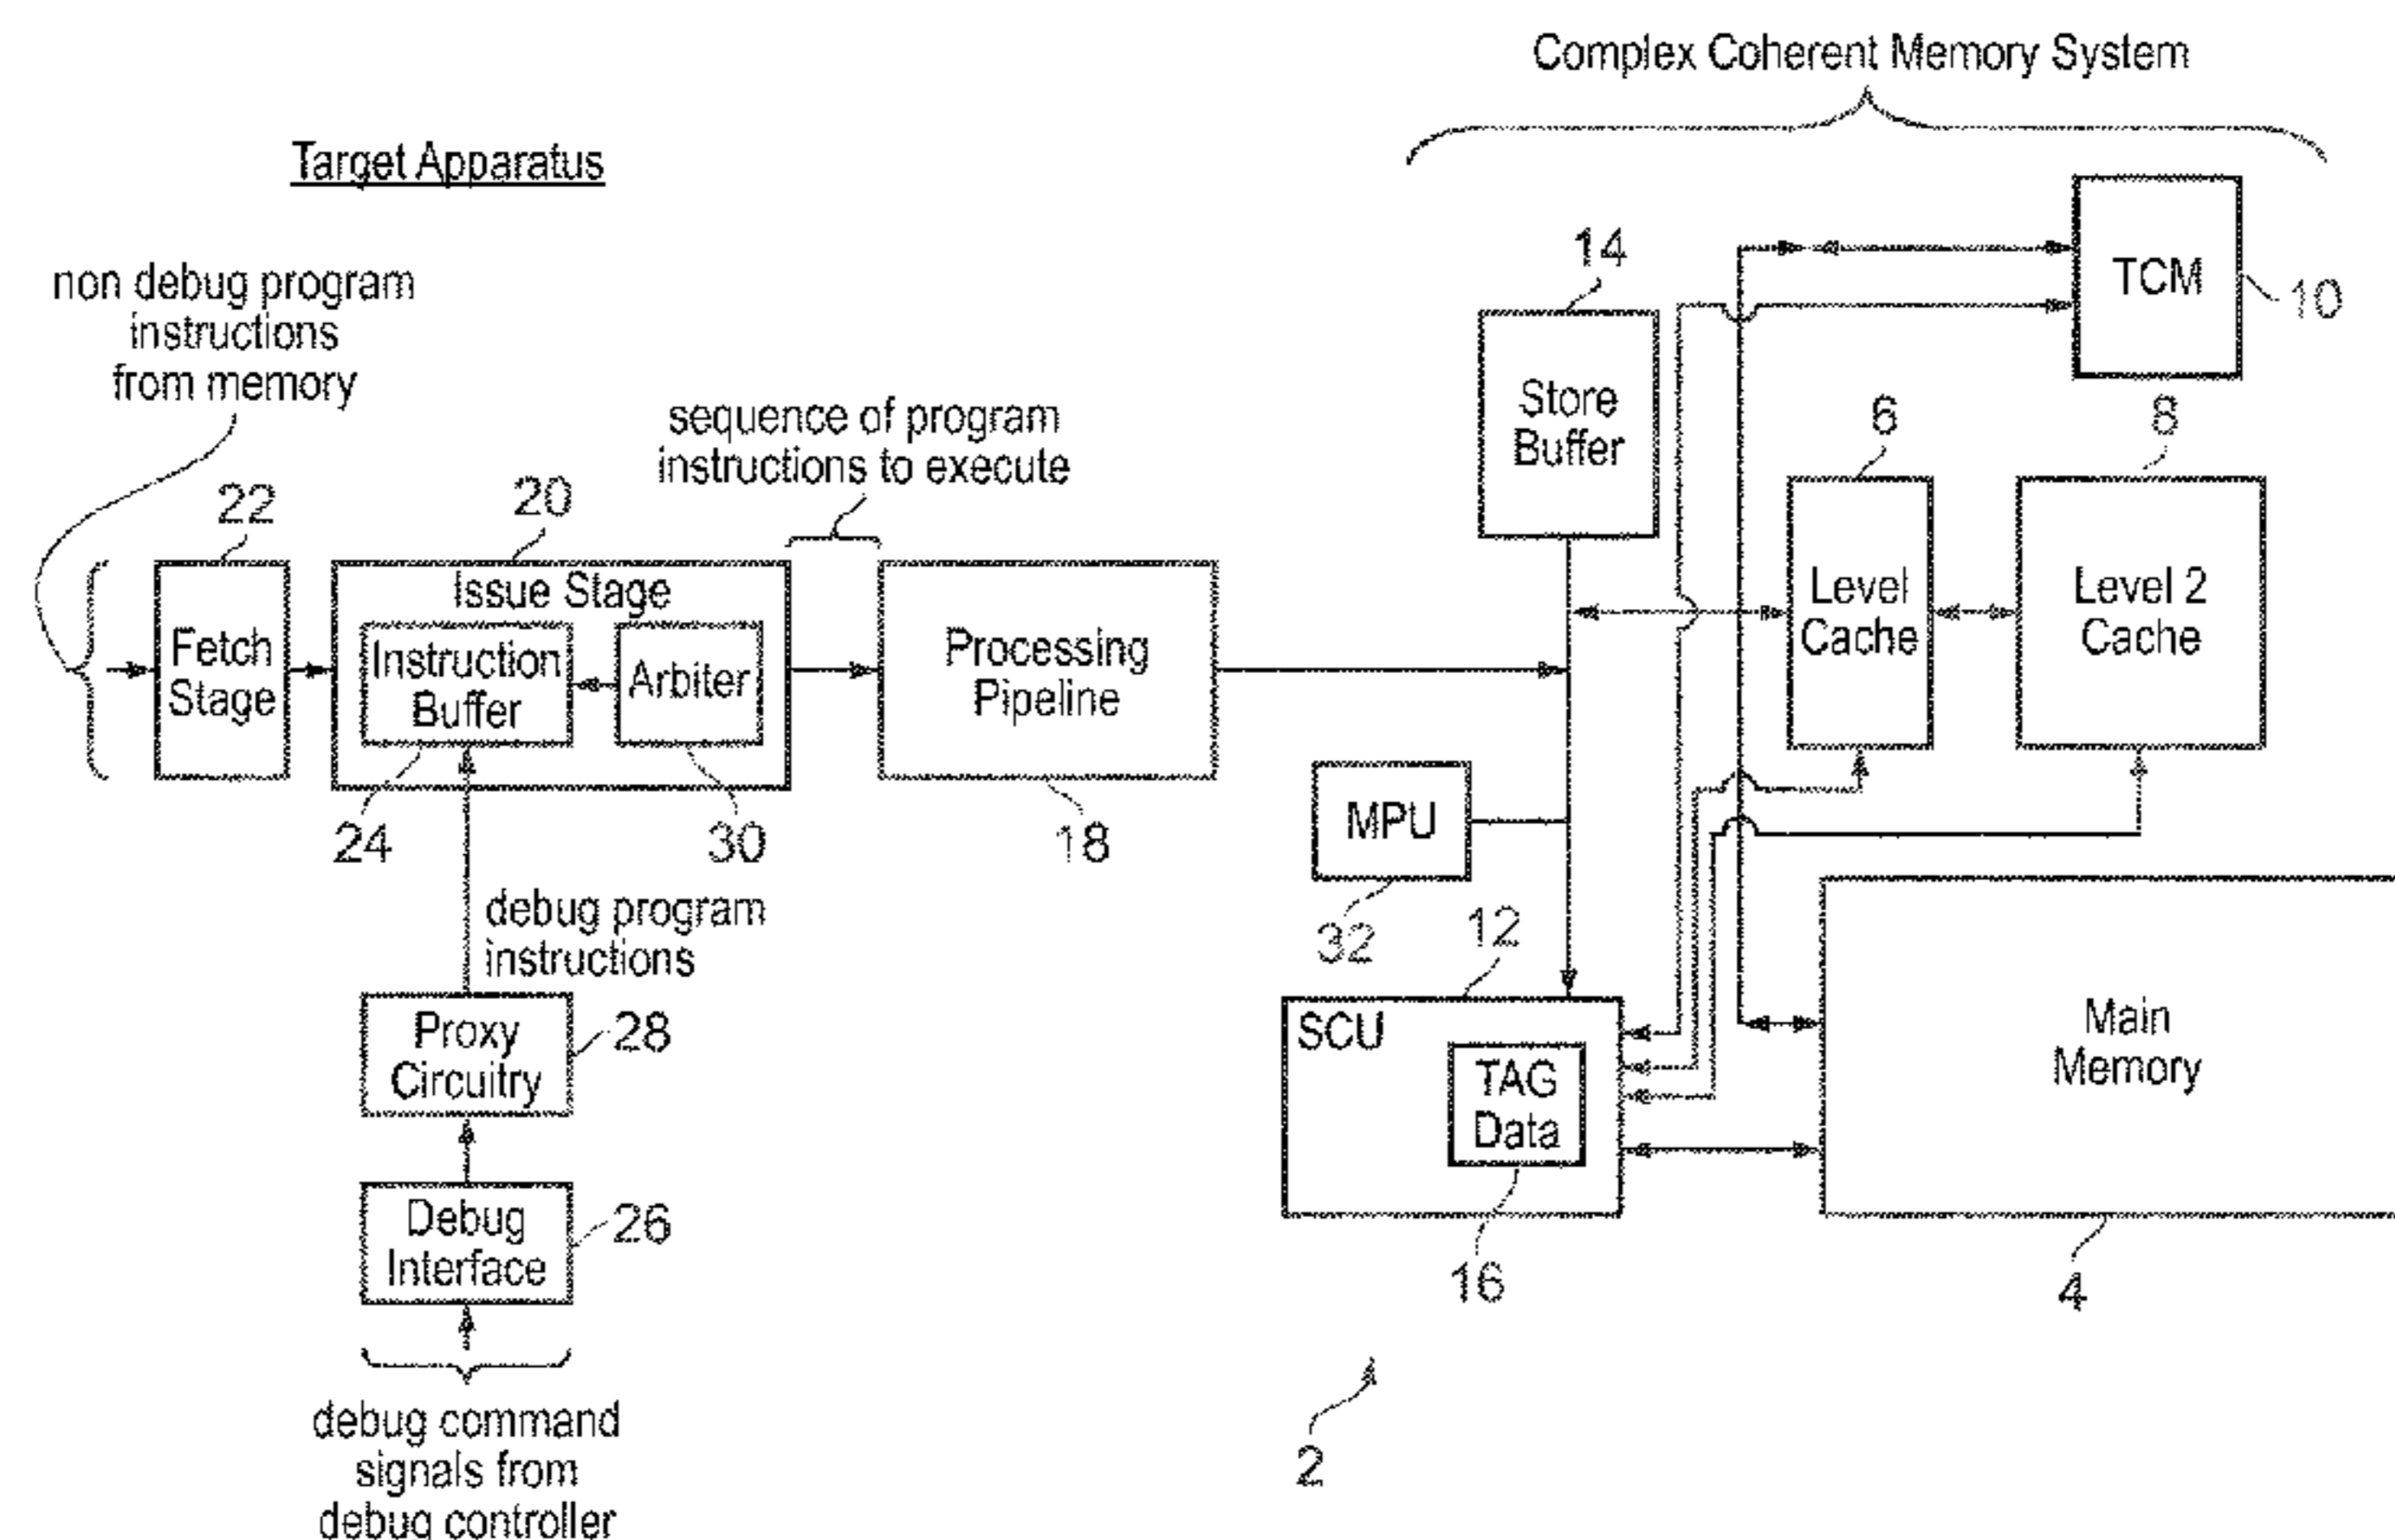 Complex Coherent Memory System
Target Apparatus
non debug program
instructions
from memory
sequence of program
instructions to execute
22
20
Fetch
Stage
Issue Stage
Instruction
Buffer
Arbiter
24
30
Processing
Pipeline
18
debug program
instructions
Proxy
Circuitry
28
Debug
Interface
26
debug command
signals from
debug controller
14
Store
Buffer
TCM
10
6
Level
Cache
8
Level 2
Cache
MPU
32
12
SCU
TAG
Data
16
Main
Memory
4
2